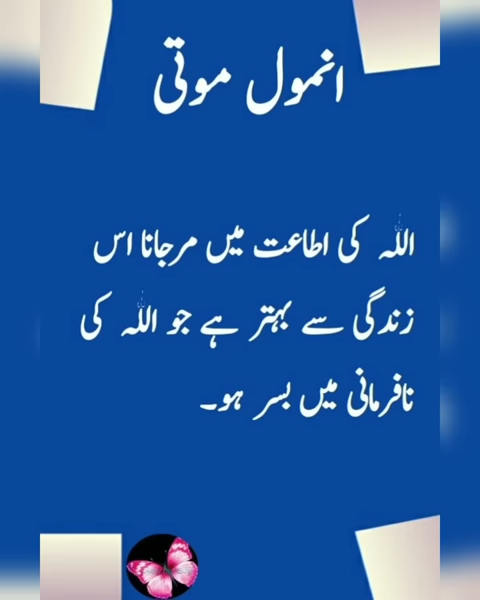 انمول موتی
اللہ کی اطاعت میں مرجانا اس
زندگی سے بہتر ہے جو اللہ کی
نافرمانی میں بسر ہو۔